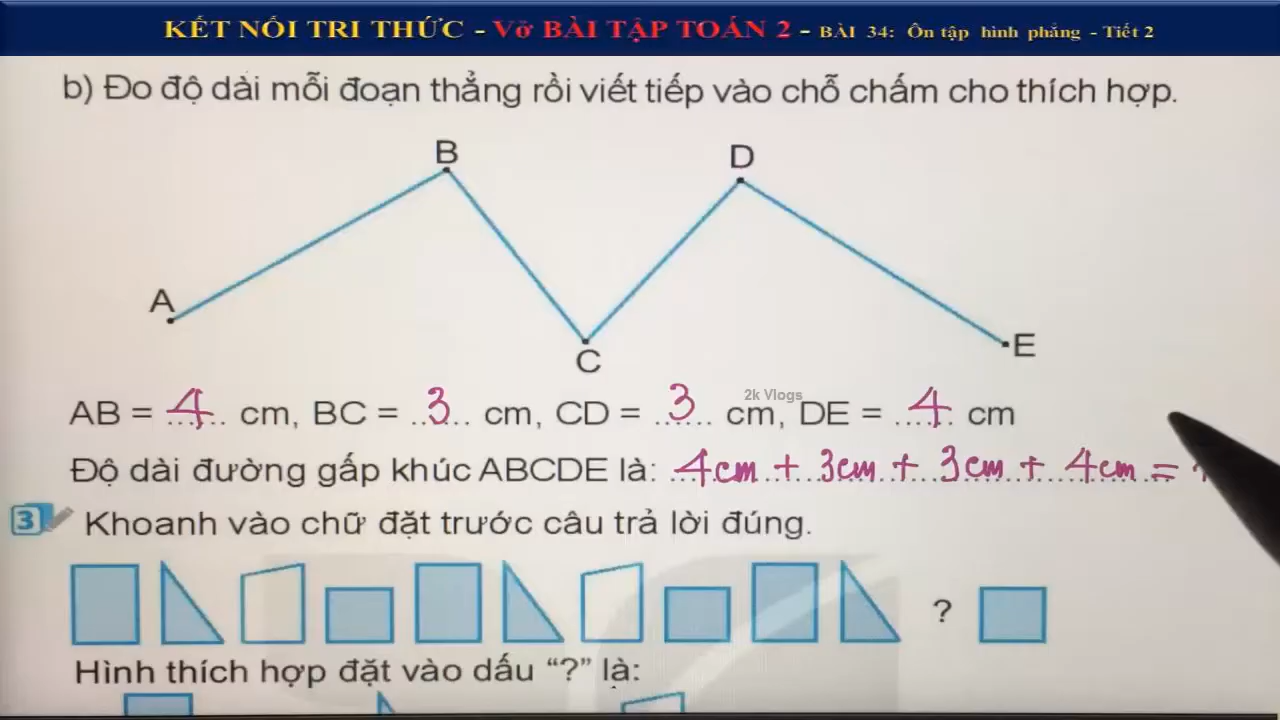 KẾT NỐI TRI THỨC - Vở BÀI TẬP TOÁN 2 - BÀI 34: Ôn tập hình phẳng - Tiết 2
b) Đo độ dài mỗi đoạn thẳng rồi viết tiếp vào chỗ chấm cho thích hợp.
B
D
A
E
C
2k Vlogs
AB = 4 cm, BC = 3 cm, CD = 3 cm, DE = 4 cm
Độ dài đường gấp khúc ABCDE là: 4cm + 3cm + 3cm + 4cm =
3 Khoanh vào chữ đặt trước câu trả lời đúng.
?
Hình thích hợp đặt vào dấu “?” là: